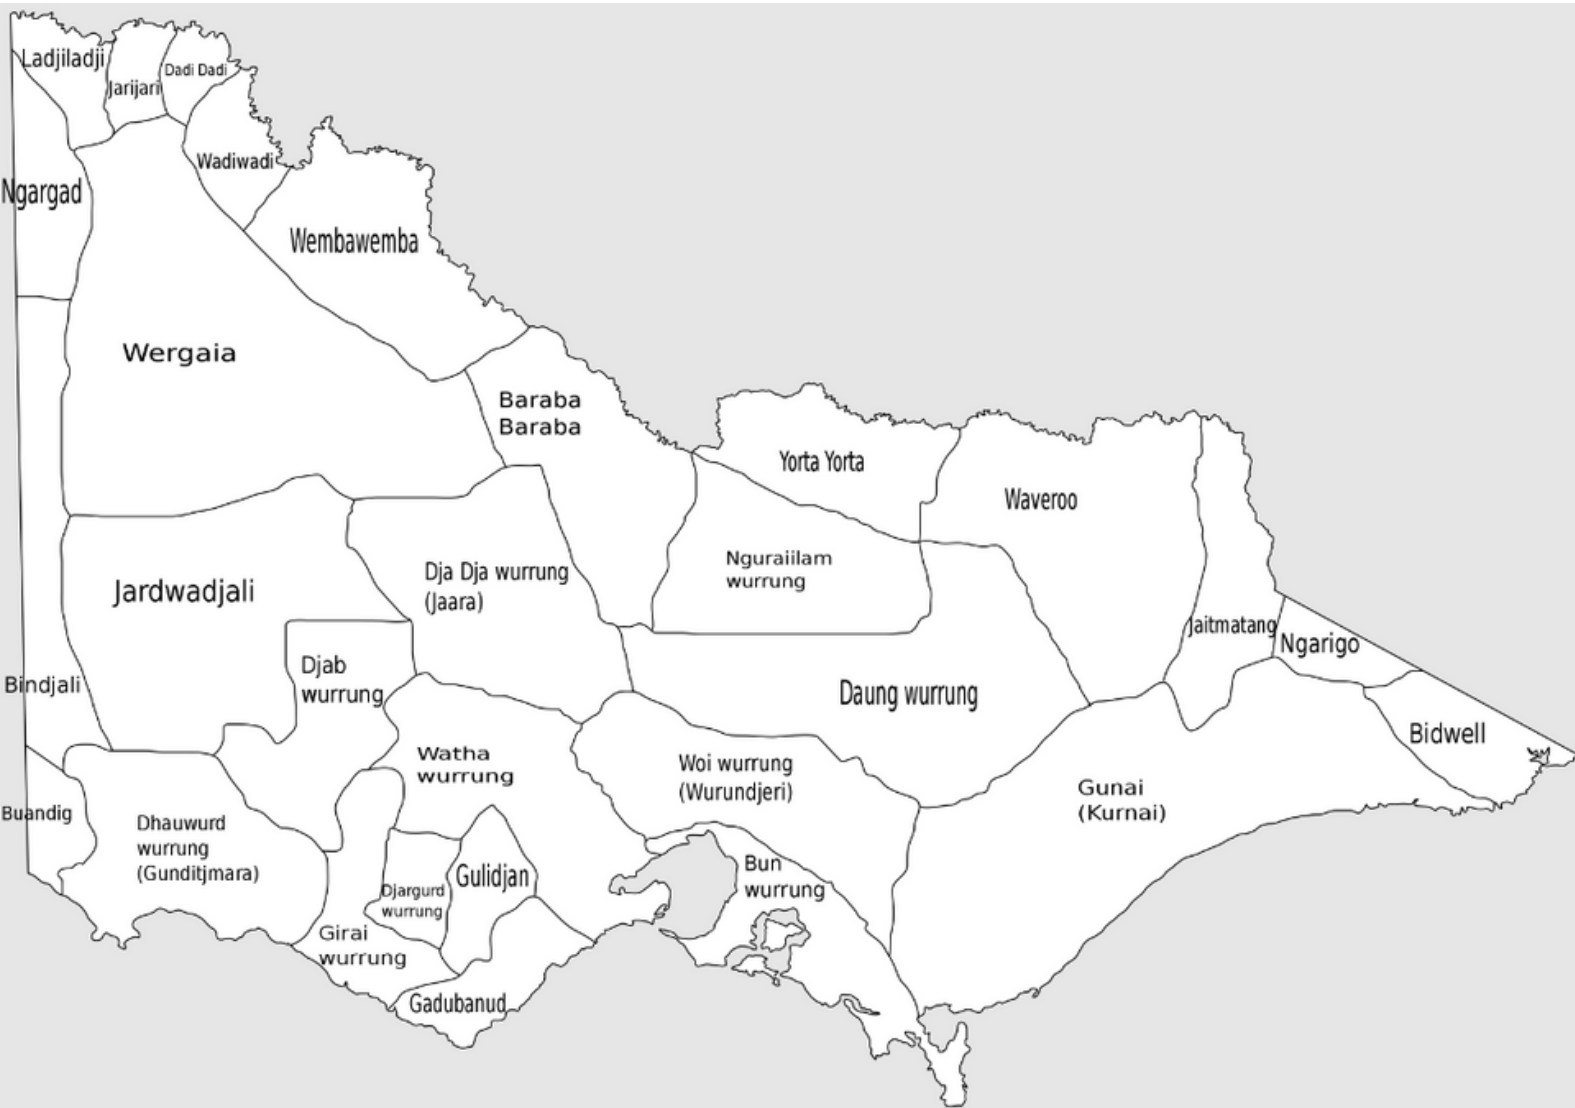 Ladjiladji
Jarijari
Dadi Dadi
Wadiwadi
Ngargad
Wembawemba
Wergaia
Baraba
Baraba
Yorta Yorta
Waveroo
Nguraiilam
wurrung
Dja Dja wurrung
(Jaara)
Jardwadjali
Jaitmatang
Ngarigo
Djab
wurrung
Bindjali
Daung wurrung
Bidwell
Watha
wurrung
Woi wurrung
(Wurundjeri)
Gunai
(Kurnai)
Buandig
Dhauwurd
wurrung
(Gunditjmara)
Bun
wurrung
Gulidjan
Djargurd
wurrung
Girai
wurrung
Gadubanud